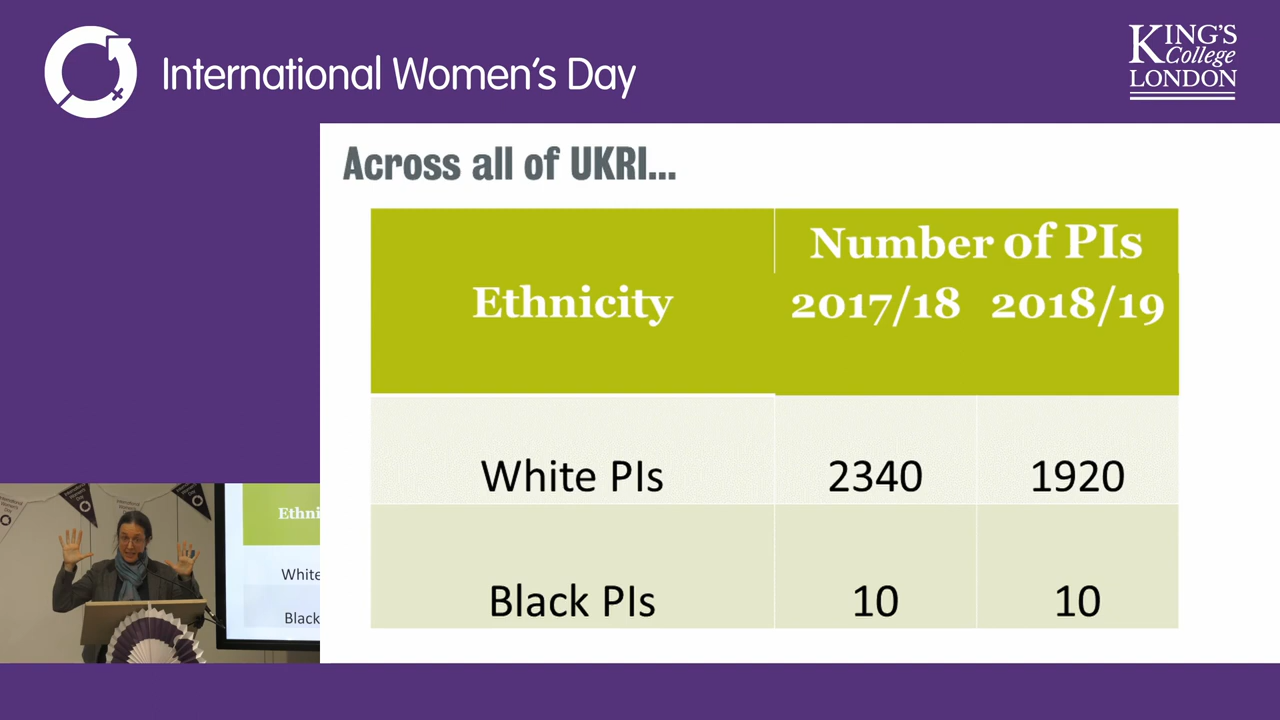 International Women's Day
KING'S
College
LONDON
Across all of UKRI...
Number of PIs
Ethnicity
2017/18 2018/19
White PIs 2340 1920
Black PIs 10 10
Ethni
White
Black